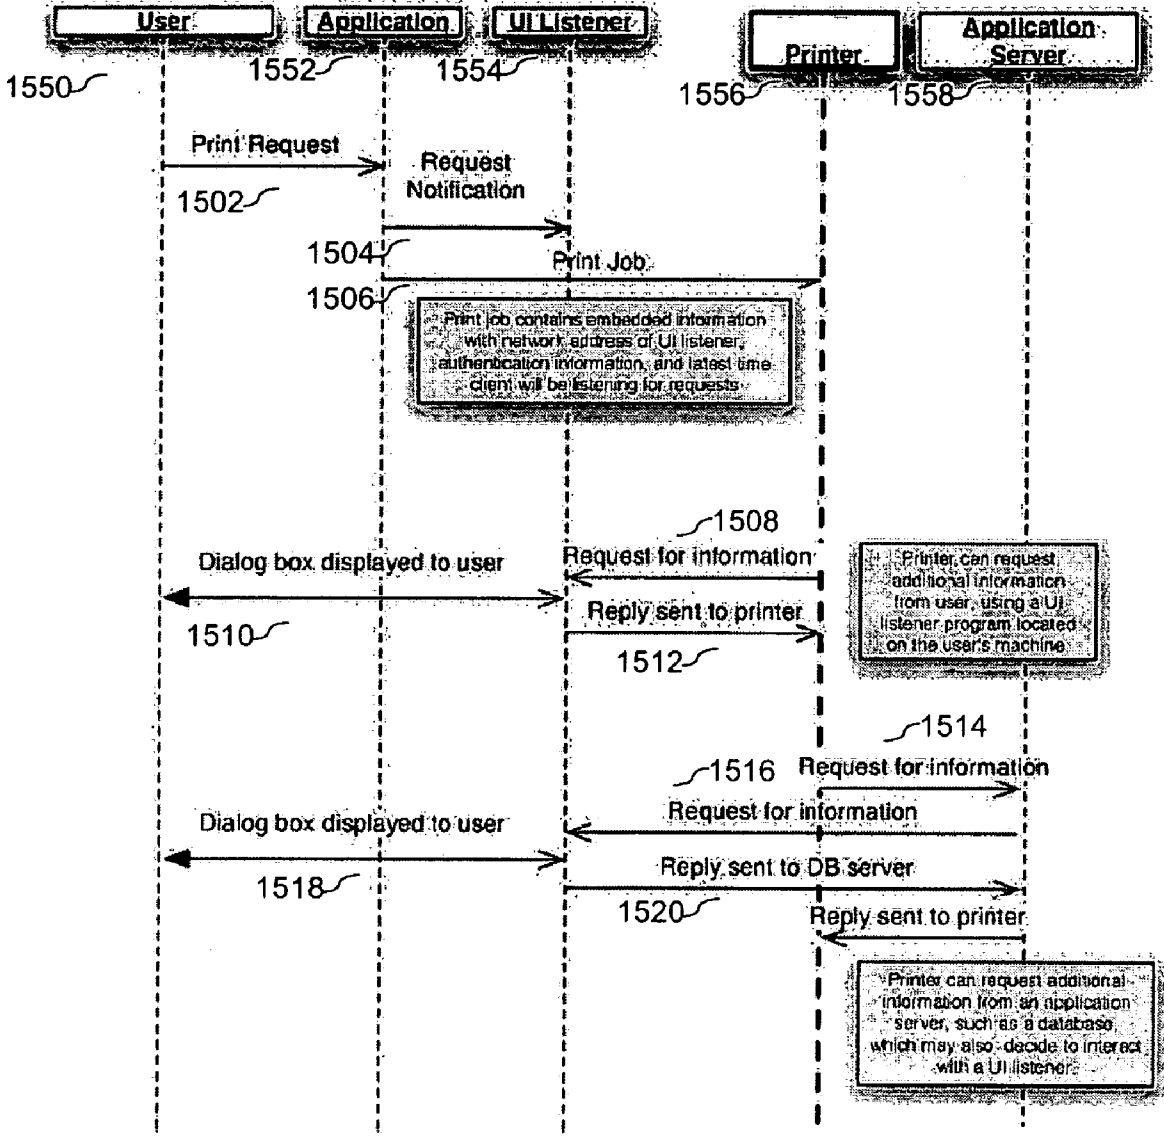 User
Application
UI Listener
Printer
Application
Server
1550
1552
1554
1556
1558
Print Request
1502
Request
Notification
1504
Print Job
1506
Print job contains embedded information
with network address of UI listener,
authentication information, and latest time
client will be listening for requests
1508
Request for information
Dialog box displayed to user
1510
Reply sent to printer
1512
Printer can request
additional information
from user, using a UI
listener program located
on the user's machine
1514
Request for information
1516
Request for information
Dialog box displayed to user
1518
Reply sent to DB server
1520
Reply sent to printer
Printer can request additional
information from an application
server, such as a database
which may also decide to interact
with a UI listener